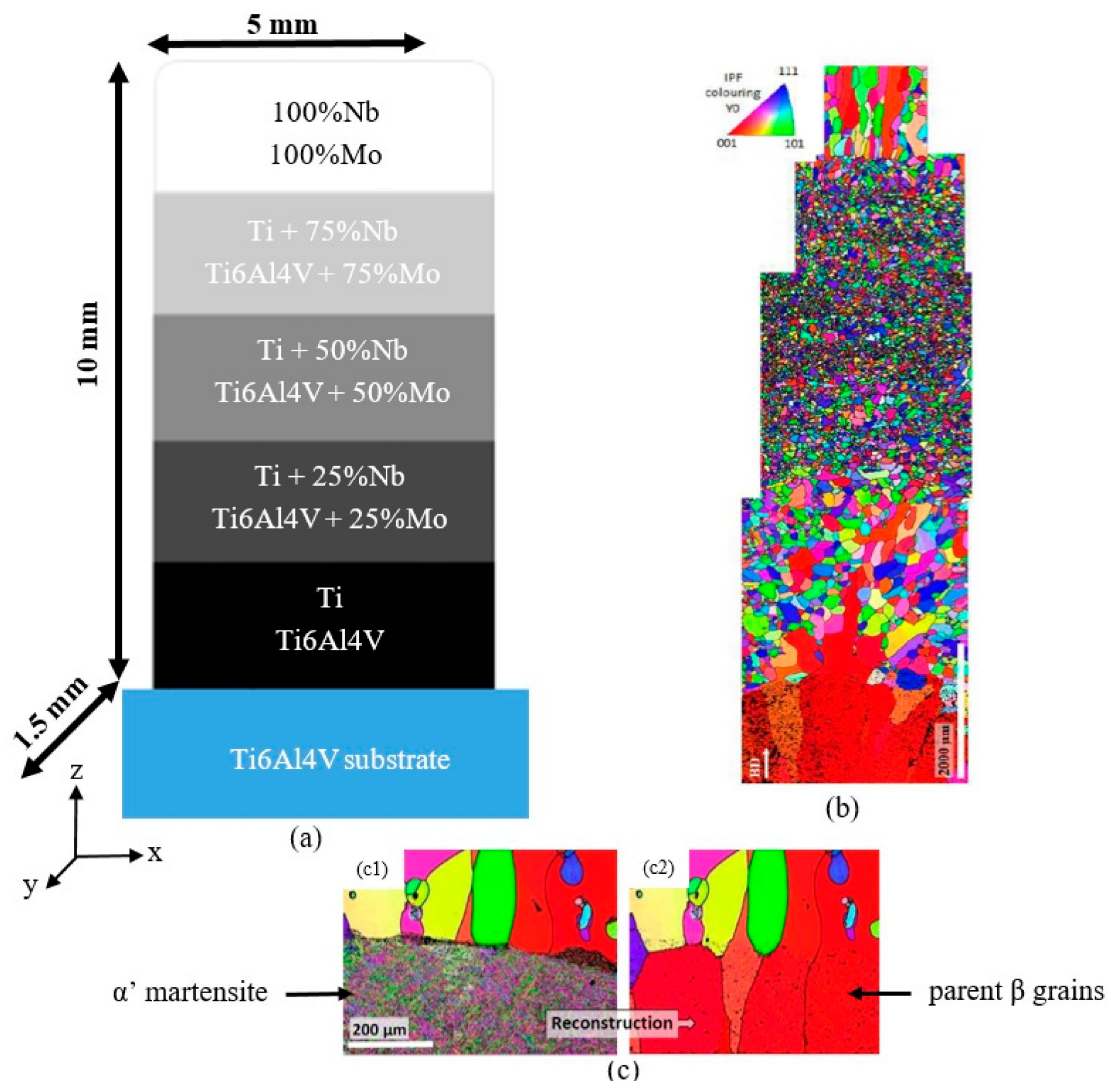 5 mm
10 mm
100%Nb
100%Mo
Ti + 75%Nb
Ti6Al4V + 75%Mo
Ti + 50%Nb
Ti6Al4V + 50%Mo
Ti + 25%Nb
Ti6Al4V + 25%Mo
Ti
Ti6Al4V
1.5 mm
Ti6Al4V substrate
z
x
y
(a)
IPF
colouring
Y0
111
001
101
BD
2000 µm
(b)
(c1)
(c2)
α’ martensite
parent β grains
Reconstruction
200 µm
(c)